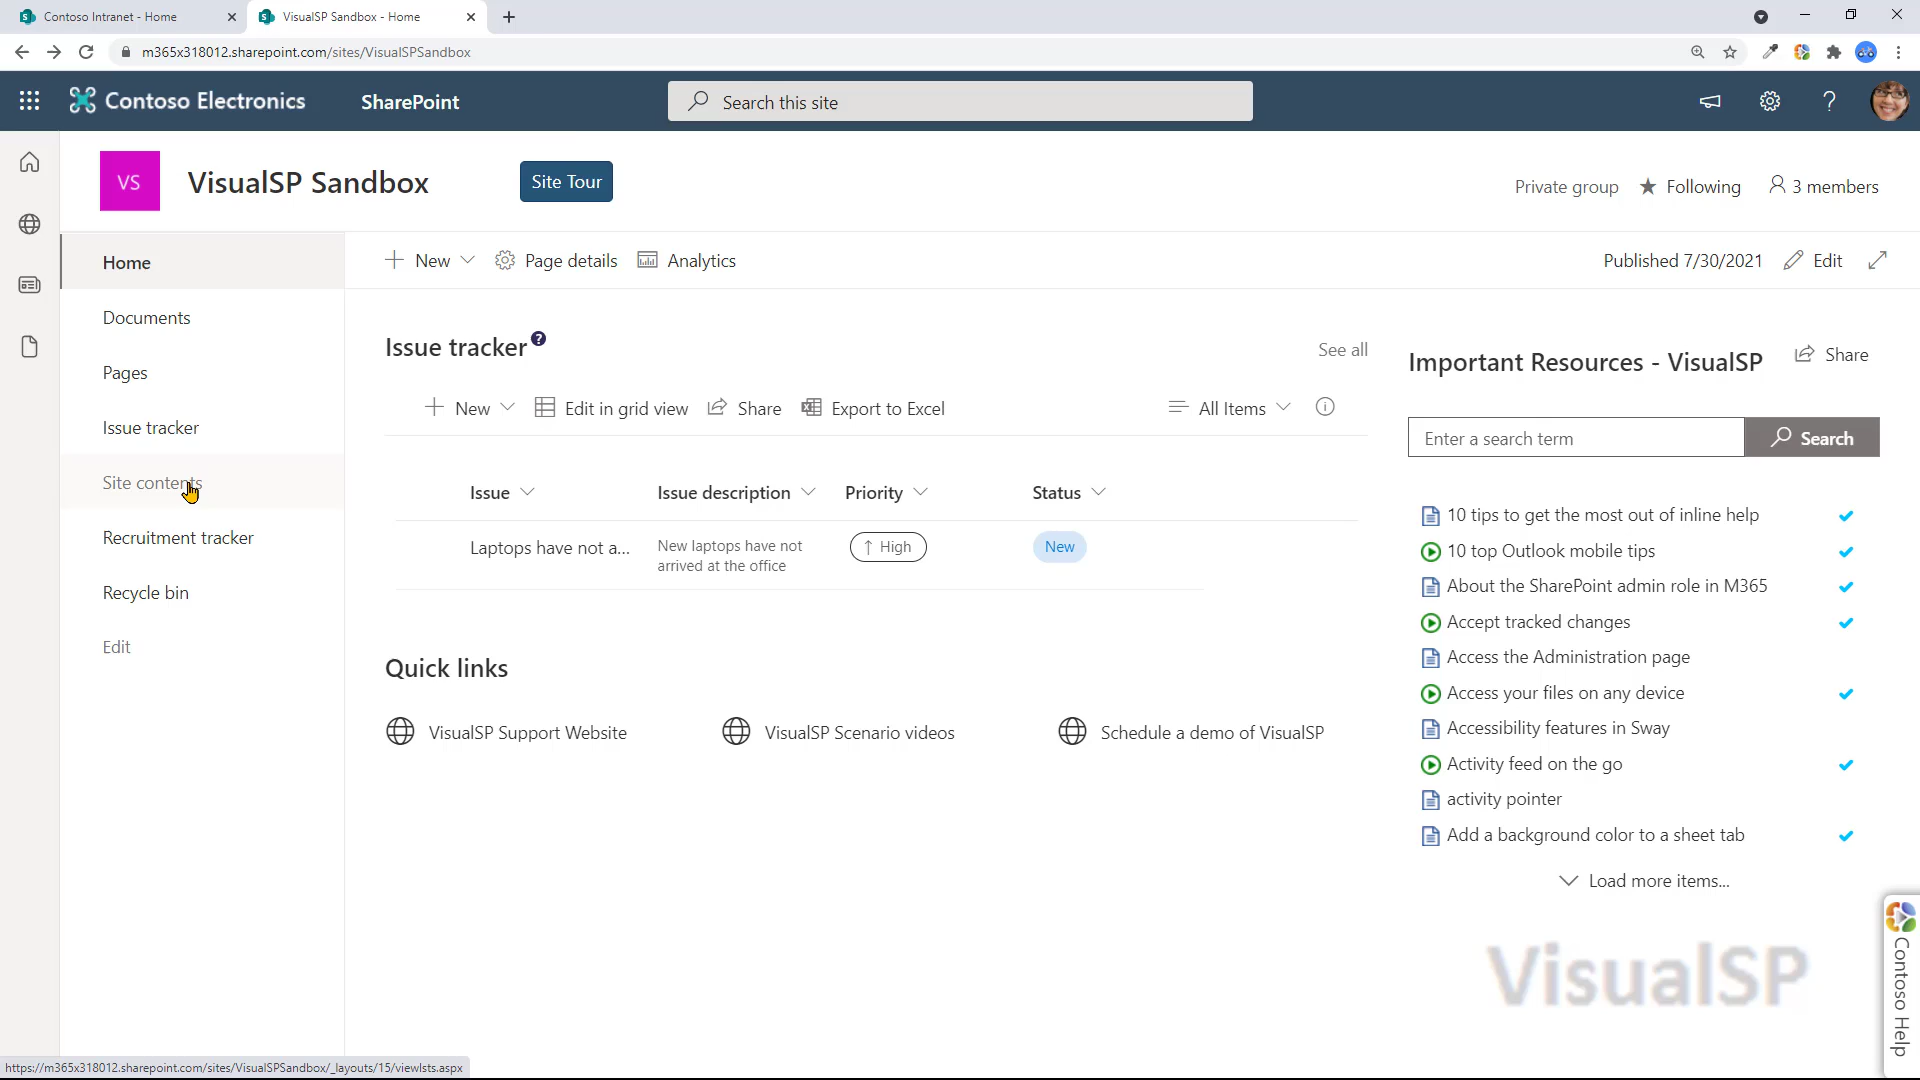 Contoso Intranet - Home
VisualSP Sandbox - Home
m365x318012.sharepoint.com/sites/VisualSPSandbox
Contoso Electronics
SharePoint
Search this site
VS
VisualSP Sandbox
Site Tour
Private group
Following
3 members
Home
Documents
Pages
Issue tracker
Site contents
Recruitment tracker
Recycle bin
Edit
New
Page details
Analytics
Published 7/30/2021
Edit
Issue tracker
?
See all
New
Edit in grid view
Share
Export to Excel
All Items
Issue
Issue description
Priority
Status
Laptops have not a...
New laptops have not
arrived at the office
High
New
Quick links
VisualSP Support Website
VisualSP Scenario videos
Schedule a demo of VisualSP
Important Resources - VisualSP
Share
Enter a search term
Search
10 tips to get the most out of inline help
10 top Outlook mobile tips
About the SharePoint admin role in M365
Accept tracked changes
Access the Administration page
Access your files on any device
Accessibility features in Sway
Activity feed on the go
activity pointer
Add a background color to a sheet tab
Load more items...
VisualSP
Contoso Help
https://m365x318012.sharepoint.com/sites/VisualSPSandbox/_layouts/15/viewlsts.aspx